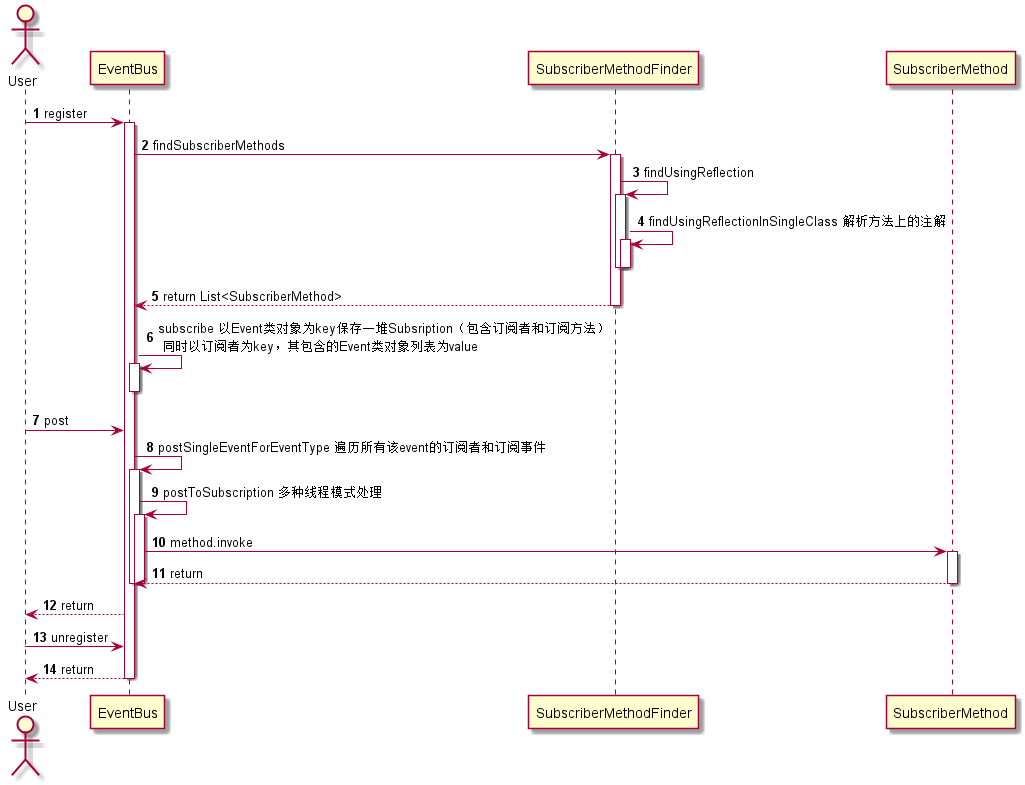 User
EventBus
SubscriberMethodFinder
SubscriberMethod
1 register
2 findSubscriberMethods
3 findUsingReflection
4 findUsingReflectionInSingleClass 解析方法上的注解
5 return List<SubscriberMethod>
6 subscribe 以Event类对象为key保存一堆Subsription（包含订阅者和订阅方法）
同时以订阅者为key，其包含的Event类对象列表为value
7 post
8 postSingleEventForEventType 遍历所有该event的订阅者和订阅事件
9 postToSubscription 多种线程模式处理
10 method.invoke
11 return
12 return
13 unregister
14 return
User
EventBus
SubscriberMethodFinder
SubscriberMethod